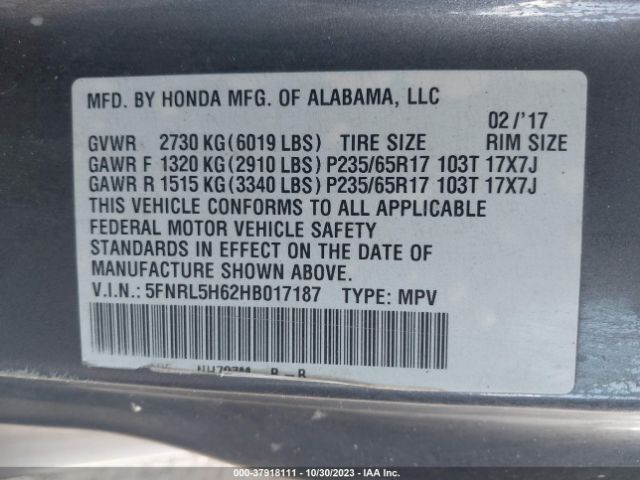 MFD. BY HONDA MFG. OF ALABAMA, LLC
02/'17
GVWR 2730 KG(6019 LBS) TIRE SIZE RIM SIZE
GAWR F 1320 KG(2910 LBS) P235/65R17 103T 17X7J
GAWR R 1515 KG(3340 LBS) P235/65R17 103T 17X7J
THIS VEHICLE CONFORMS TO ALL APPLICABLE
FEDERAL MOTOR VEHICLE SAFETY
STANDARDS IN EFFECT ON THE DATE OF
MANUFACTURE SHOWN ABOVE.
V.I.N.: 5FNRL5H62HB017187 TYPE: MPV
B - B
000-37918111 - 10/30/2023 - IAA Inc.